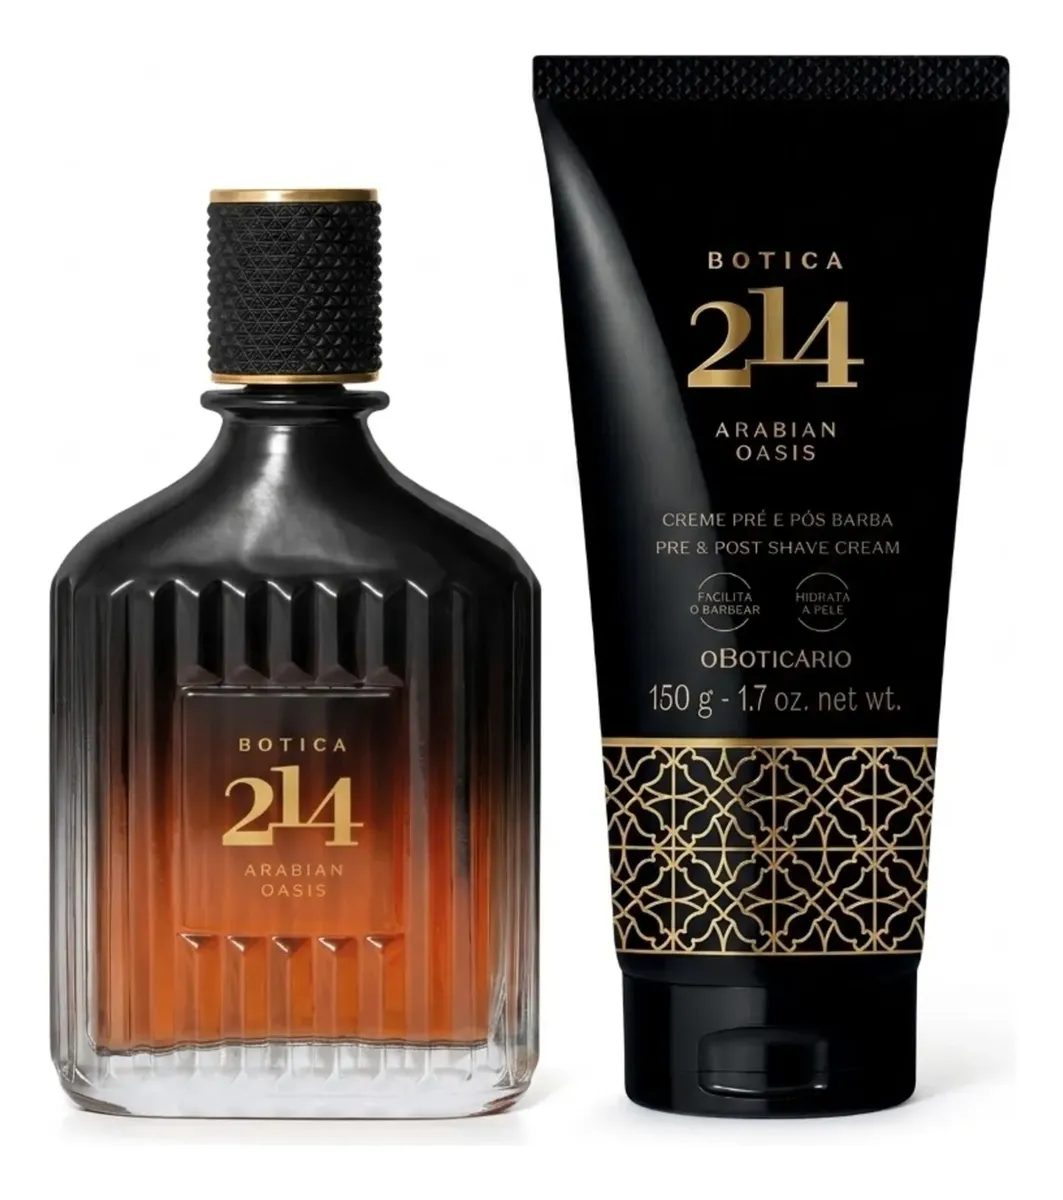 BOTICA
214
ARABIAN
OASIS
BOTICA
214
ARABIAN
OASIS
CREME PRÉ E PÓS BARBA
PRE & POST SHAVE CREAM
FACILITA
O BARBEAR
HIDRATA
A PELE
oBOTICÁRIO
150 g - 1.7 oz. net wt.